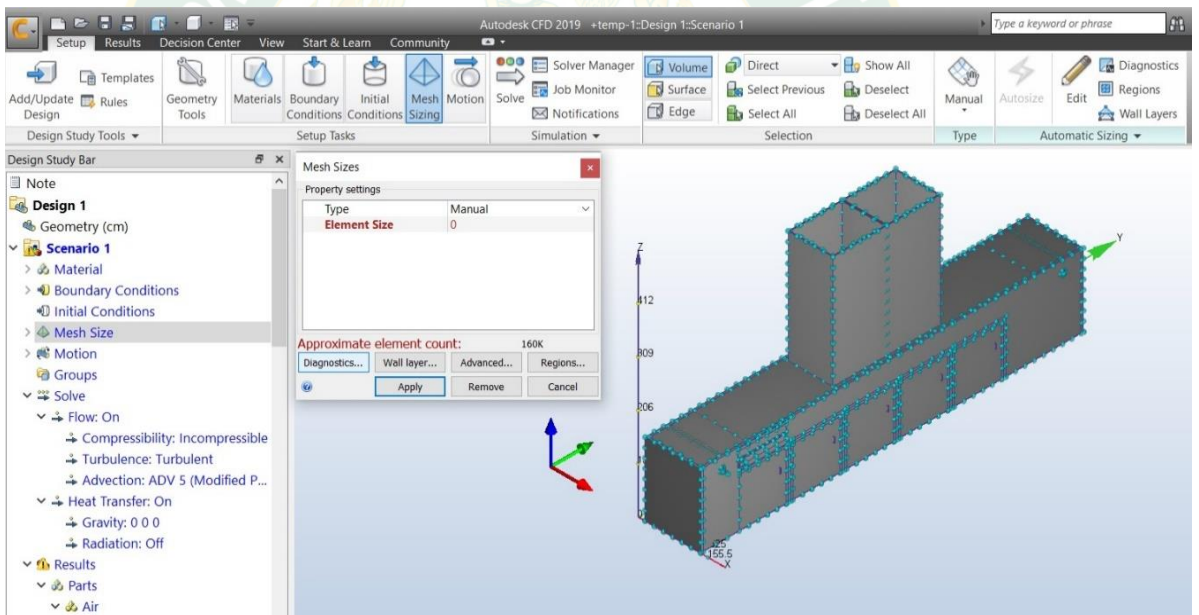 Autodesk CFD 2019 +temp-1::Design 1::Scenario 1
Type a keyword or phrase
Setup Results Decision Center View Start & Learn Community
Add/Update Design
Templates
Rules
Geometry Tools
Materials
Boundary Conditions
Initial Conditions
Mesh Sizing
Motion
Solve
Solver Manager
Job Monitor
Notifications
Volume
Surface
Edge
Direct
Select Previous
Select All
Show All
Deselect
Deselect All
Manual
Autosize
Edit
Diagnostics
Regions
Wall Layers
Design Study Tools
Setup Tasks
Simulation
Selection
Type
Automatic Sizing
Design Study Bar
Note
Design 1
Geometry (cm)
Scenario 1
Material
Boundary Conditions
Initial Conditions
Mesh Size
Motion
Groups
Solve
Flow: On
Compressibility: Incompressible
Turbulence: Turbulent
Advection: ADV 5 (Modified P...
Heat Transfer: On
Gravity: 0 0 0
Radiation: Off
Results
Parts
Air
Mesh Sizes
Property settings
Type Manual
Element Size 0
Approximate element count: 160K
Diagnostics... Wall layer... Advanced... Regions...
Apply Remove Cancel
Z
Y
412
309
206
155.5
X